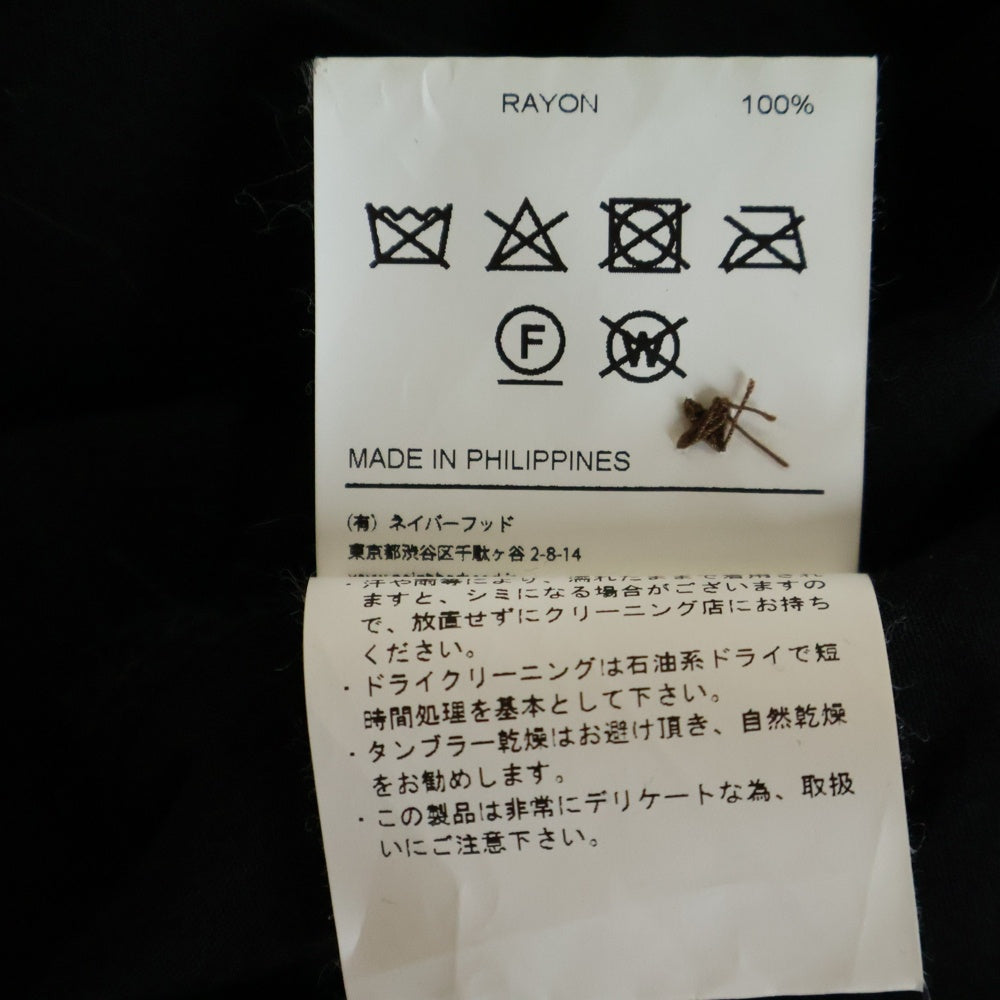 RAYON 100%
F
W
MADE IN PHILIPPINES
(有) ネイバーフッド
東京都渋谷区千駄ヶ谷 2-8-14
ますと、シミになる場合がございますの
で、放置せずにクリーニング店にお持ち
ください。
・ドライクリーニングは石油系ドライで短
時間処理を基本として下さい。
・タンブラー乾燥はお避け頂き、自然乾燥
をお勧めします。
・この製品は非常にデリケートな為、取扱
いにご注意下さい。